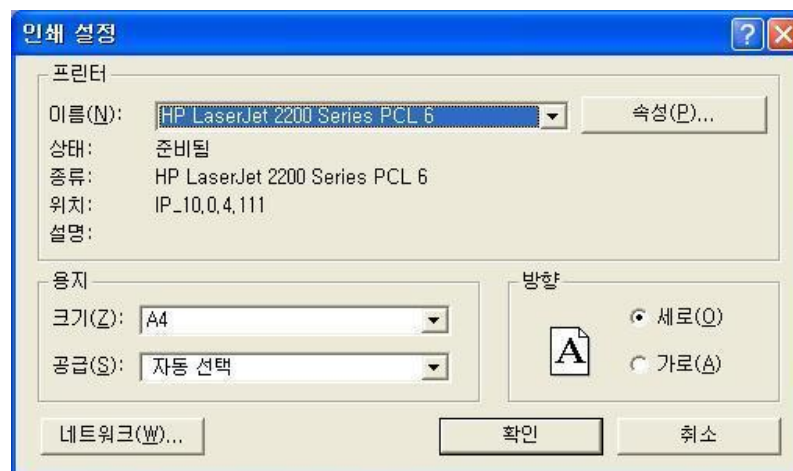 인쇄 설정
프린터
이름(N): HP LaserJet 2200 Series PCL 6 속성(P)...
상태: 준비됨
종류: HP LaserJet 2200 Series PCL 6
위치: IP_10,0,4,111
설명:
용지
크기(Z): A4
공급(S): 자동 선택
방향
A
세로(O)
가로(A)
네트워크(W)... 확인 취소